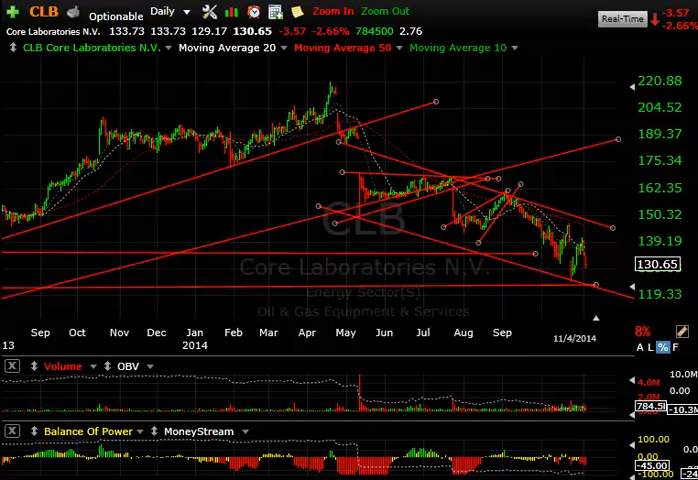 CLB Optionable Daily Zoom In Zoom Out Real-Time -3.57 -2.66%
Core Laboratories N.V. 133.73 133.73 129.17 130.65 -3.57 -2.66% 784500 2.76
CLB Core Laboratories N.V. Moving Average 20 Moving Average 50 Moving Average 10
220.88
204.52
189.37
175.34
162.35
150.32
139.19
130.65
119.33
CLB
Core Laboratories N.V.
Energy Sector(S)
Oil & Gas Equipment & Services
Sep Oct Nov Dec Jan Feb Mar Apr May Jun Jul Aug Sep 8%
13 2014 11/4/2014 A L % F
X Volume OBV
4.0M 10.0M
2.0M 0.00
784.5 -10.3M
X Balance Of Power MoneyStream
100.00
0.00
-45.00
-100.00 -24